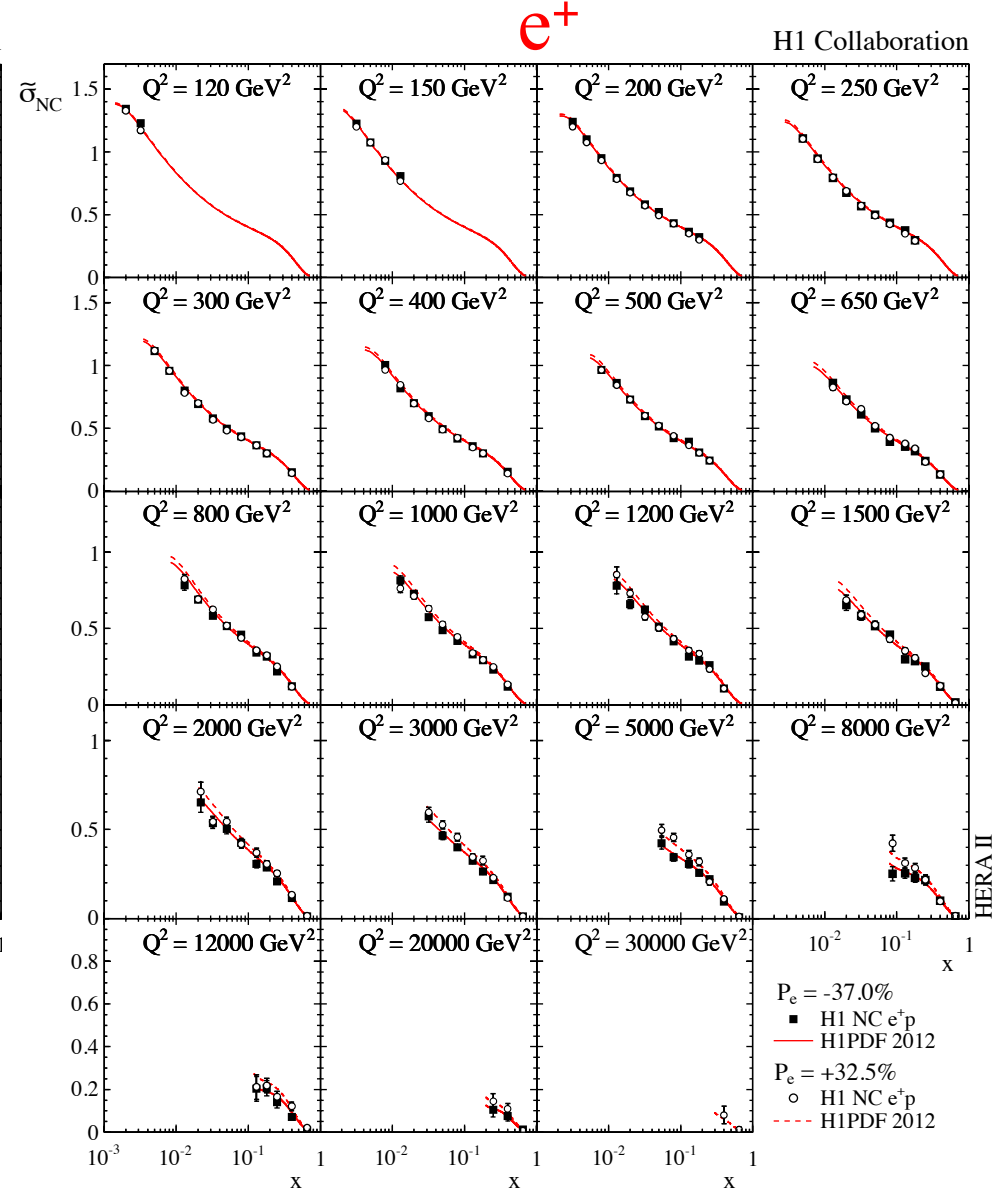 e⁺
H1 Collaboration
σ̃NC
Q² = 120 GeV²
Q² = 150 GeV²
Q² = 200 GeV²
Q² = 250 GeV²
1.5
1
0.5
0
Q² = 300 GeV²
Q² = 400 GeV²
Q² = 500 GeV²
Q² = 650 GeV²
1.5
1
0.5
0
Q² = 800 GeV²
Q² = 1000 GeV²
Q² = 1200 GeV²
Q² = 1500 GeV²
1
0.5
0
Q² = 2000 GeV²
Q² = 3000 GeV²
Q² = 5000 GeV²
Q² = 8000 GeV²
1
0.5
0
HERA II
Q² = 12000 GeV²
Q² = 20000 GeV²
Q² = 30000 GeV²
10⁻² 10⁻¹ 1
x
0.8
0.6
0.4
0.2
0
Pe = -37.0%
H1 NC e⁺p
H1PDF 2012
Pe = +32.5%
H1 NC e⁺p
H1PDF 2012
10⁻³ 10⁻² 10⁻¹ 1 10⁻² 10⁻¹ 1 10⁻² 10⁻¹ 1
x x x